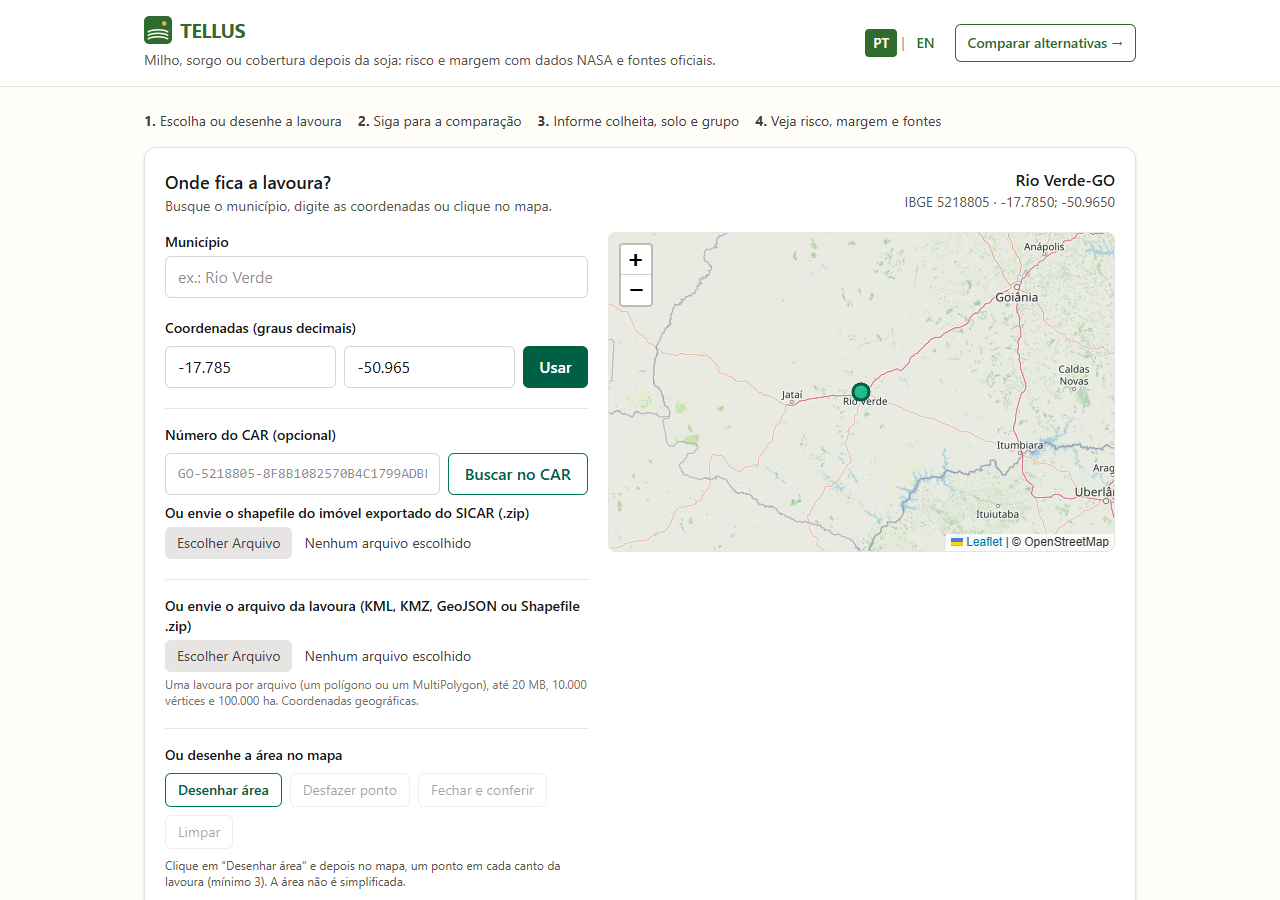 TELLUS
Milho, sorgo ou cobertura depois da soja: risco e margem com dados NASA e fontes oficiais.
PT | EN
Comparar alternativas →
1. Escolha ou desenhe a lavoura 2. Siga para a comparação 3. Informe colheita, solo e grupo 4. Veja risco, margem e fontes
Onde fica a lavoura?
Busque o município, digite as coordenadas ou clique no mapa.
Rio Verde-GO
IBGE 5218805 · -17.7850; -50.9650
Município
ex.: Rio Verde
Coordenadas (graus decimais)
-17.785
-50.965
Usar
Número do CAR (opcional)
GO-5218805-8F8B1082570B4C1799ADB
Buscar no CAR
Ou envie o shapefile do imóvel exportado do SICAR (.zip)
Escolher Arquivo Nenhum arquivo escolhido
Ou envie o arquivo da lavoura (KML, KMZ, GeoJSON ou Shapefile
.zip)
Escolher Arquivo Nenhum arquivo escolhido
Uma lavoura por arquivo (um polígono ou um MultiPolygon), até 20 MB, 10.000
vértices e 100.000 ha. Coordenadas geográficas.
Ou desenhe a área no mapa
Desenhar área
Desfazer ponto
Fechar e conferir
Limpar
Clique em “Desenhar área” e depois no mapa, um ponto em cada canto da
lavoura (mínimo 3). A área não é simplificada.
+
−
Anápolis
Goiânia
Caldas
Novas
Jataí
Rio Verde
Itumbiara
Arag
Uberlâ
Ituiutaba
Leaflet | © OpenStreetMap